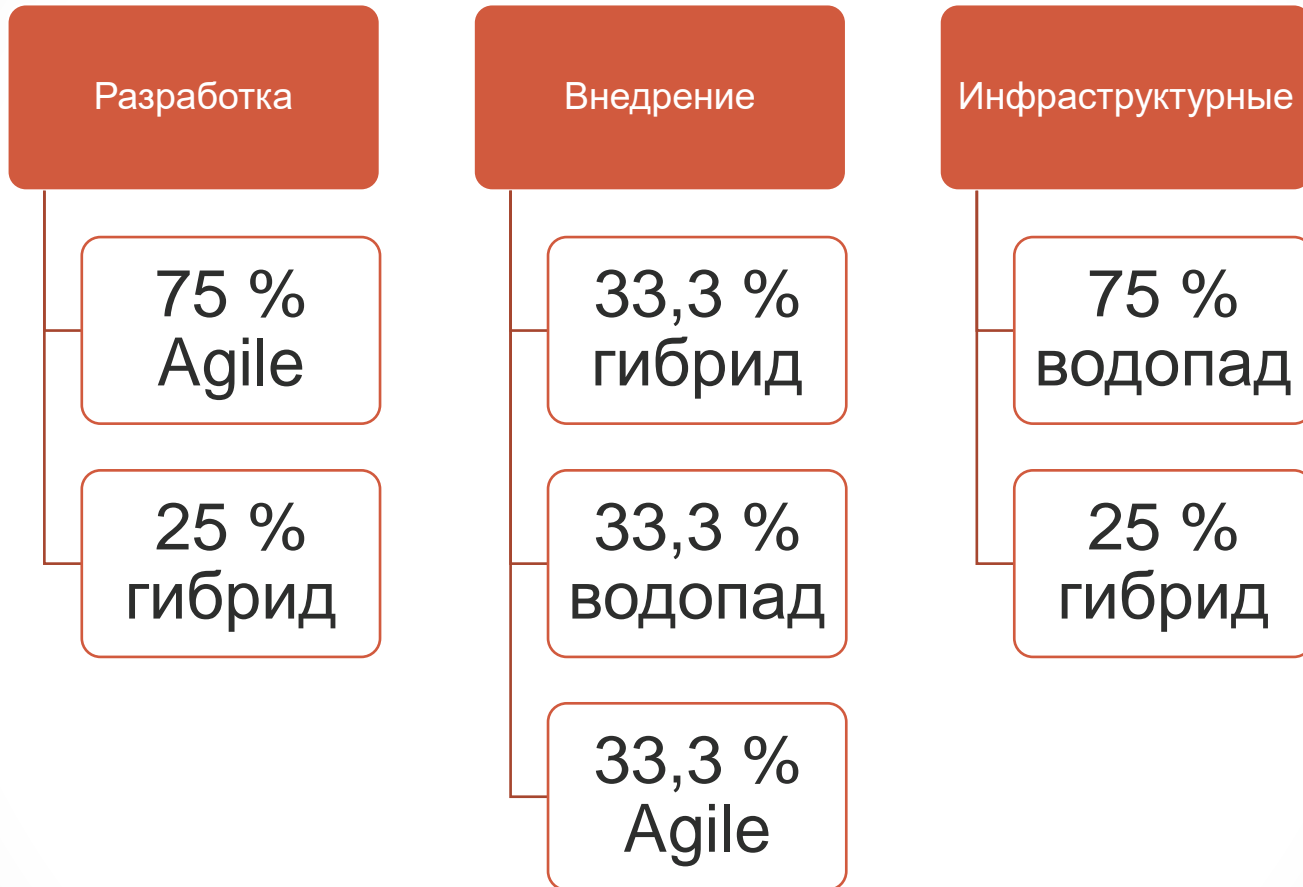 Разработка
75 %
Agile
25 %
гибрид
Внедрение
33,3 %
гибрид
33,3 %
водопад
33,3 %
Agile
Инфраструктурные
75 %
водопад
25 %
гибрид